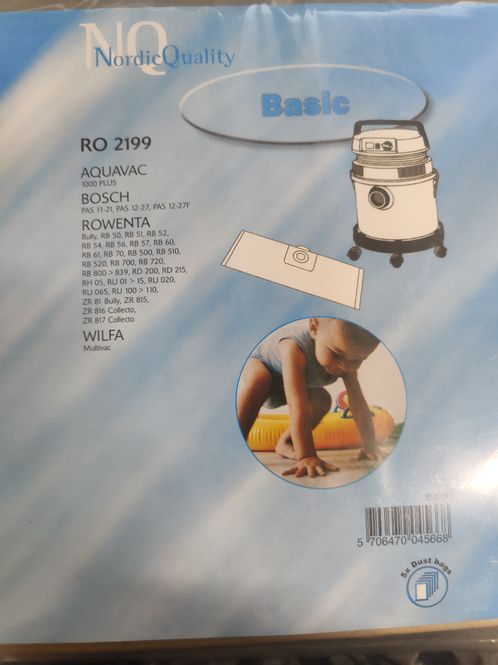 NQ
NordicQuality
Basic
RO 2199
AQUAVAC
1000 PLUS
BOSCH
PAS 11-21, PAS 12-27, PAS 12-27F
ROWENTA
Bully, RB 50, RB 51, RB 52,
RB 54, RB 56, RB 57, RB 60,
RB 61, RB 70, RB 500, RB 510,
RB 520, RB 700, RB 720,
RB 800 > 839, RD 200, RD 215,
RH 05, RU 01 > 15, RU 020,
RU 065, RU 100 > 110,
ZR 81 Bully, ZR 815,
ZR 816 Collecto,
ZR 817 Collecto
WILFA
Multivac
5 706470 045668
5x Dust bags